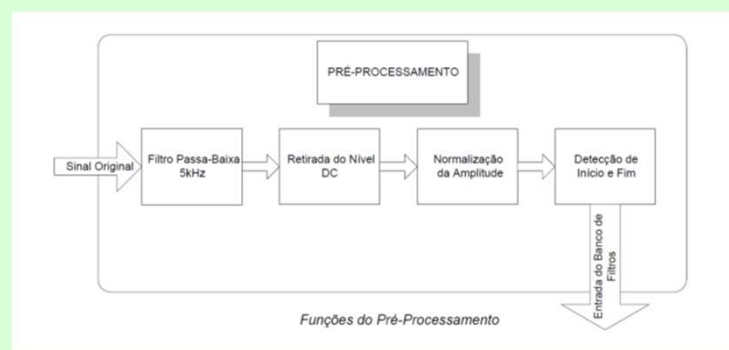 PRÉ-PROCESSAMENTO
Sinal Original
Filtro Passa-Baixa
5kHz
Retirada do Nível
DC
Normalização
da Amplitude
Detecção de
Início e Fim
Entrada do Banco de
Filtros
Funções do Pré-Processamento